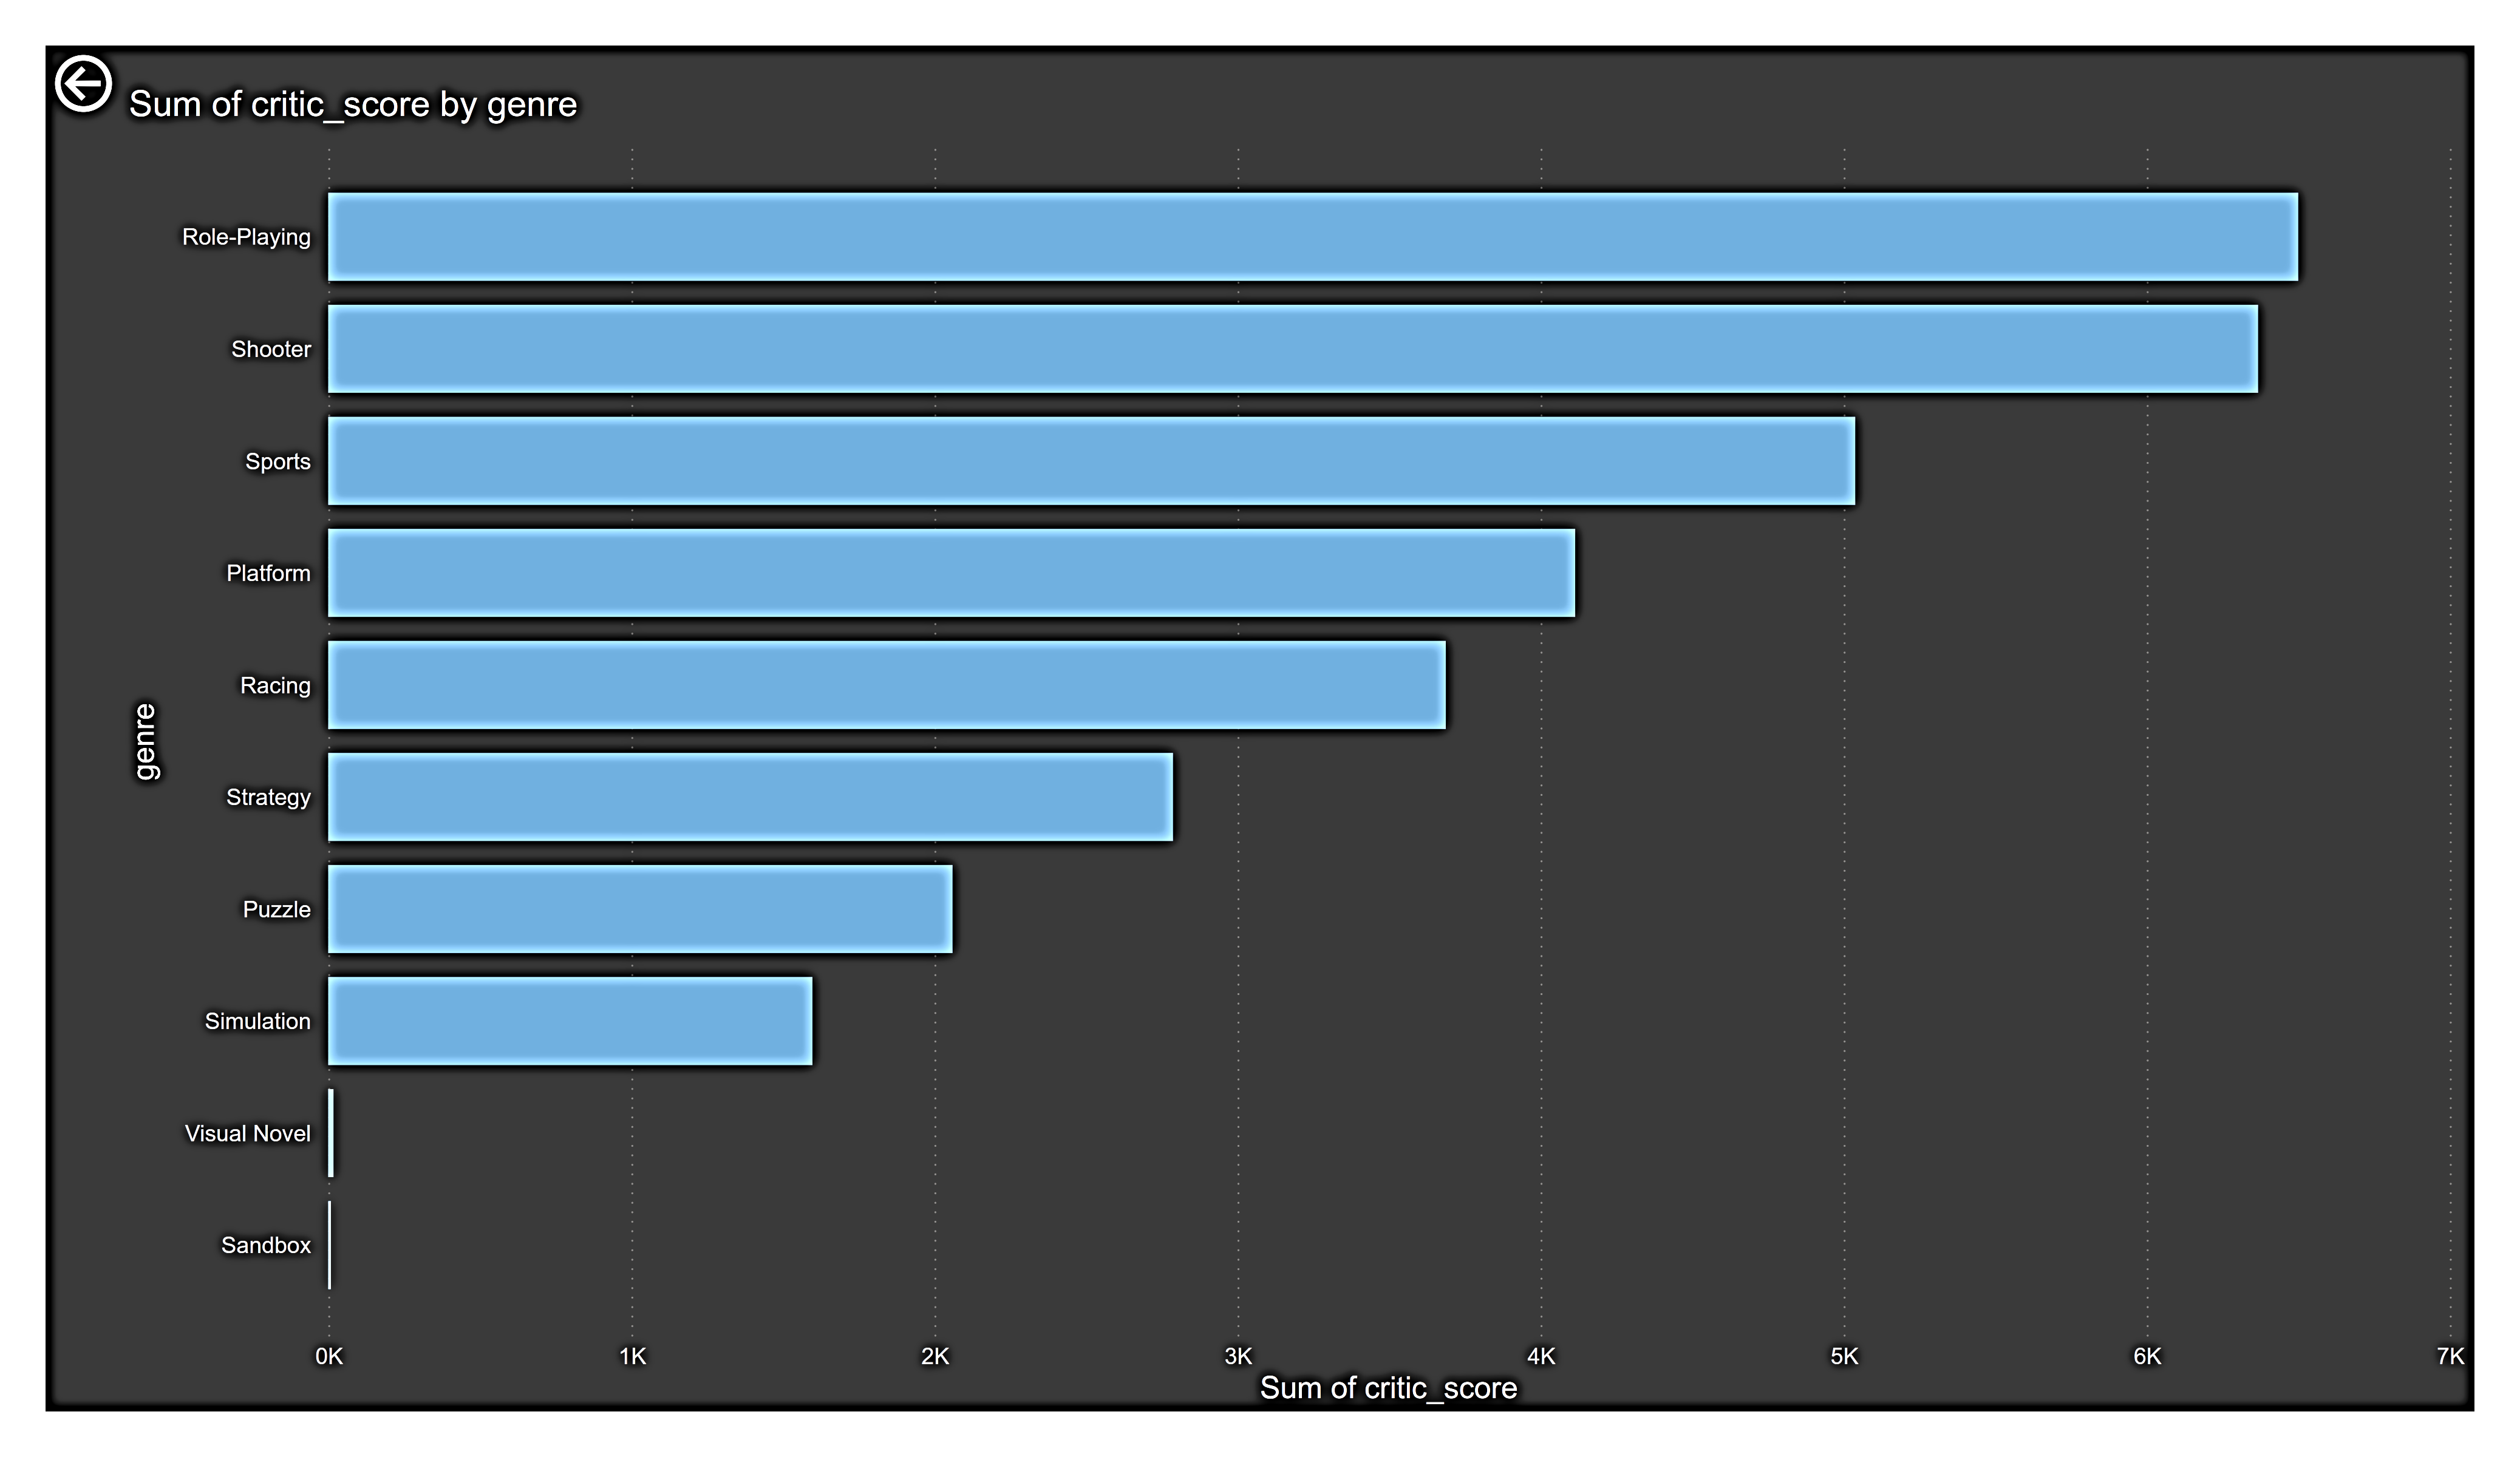 Sum of critic_score by genre
genre
Role-Playing
Shooter
Sports
Platform
Racing
Strategy
Puzzle
Simulation
Visual Novel
Sandbox
0K 1K 2K 3K 4K 5K 6K 7K
Sum of critic_score